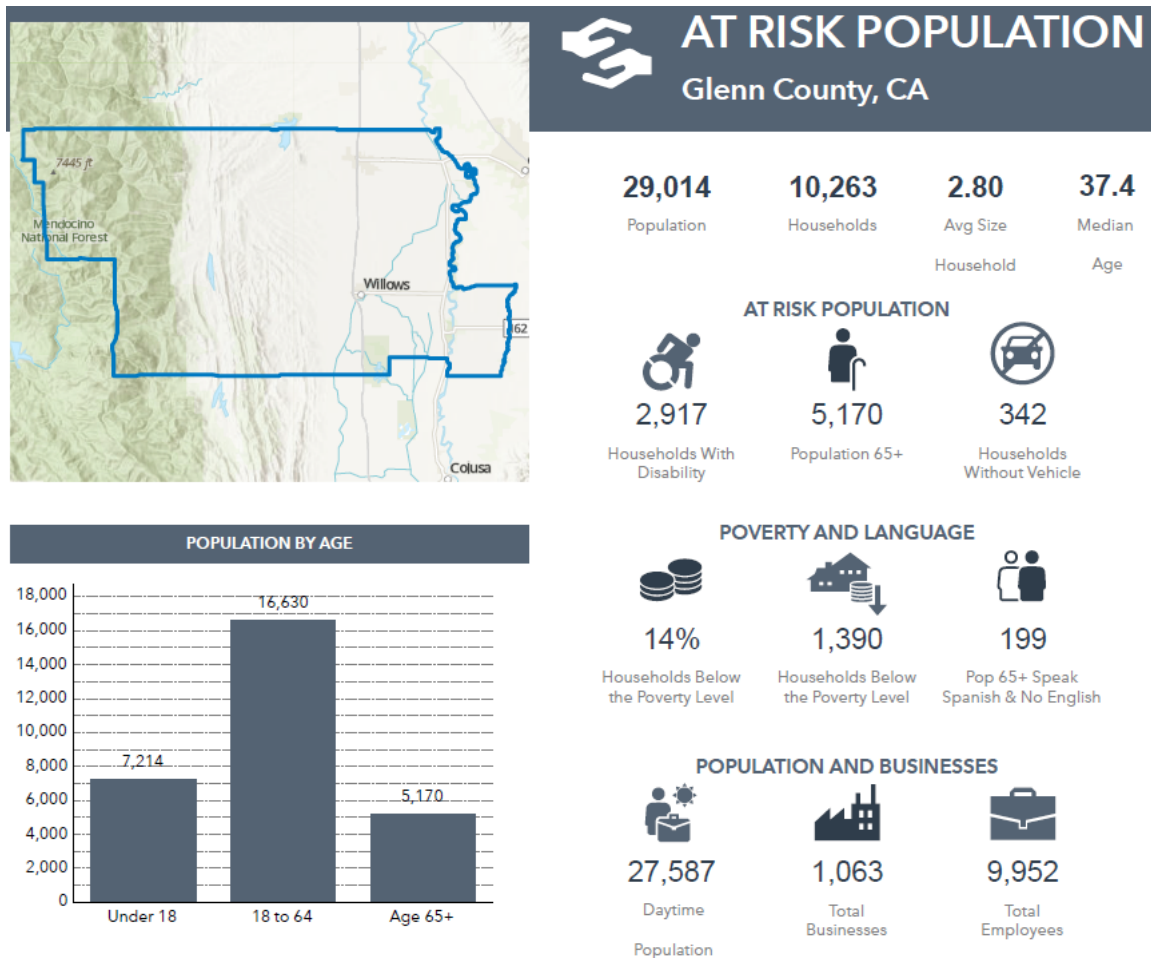 AT RISK POPULATION
Glenn County, CA
7445 ft
Mendocino
National Forest
Willows
162
Colusa
29,014
Population
10,263
Households
2.80
Avg Size
Household
37.4
Median
Age
AT RISK POPULATION
2,917
Households With
Disability
5,170
Population 65+
342
Households
Without Vehicle
POVERTY AND LANGUAGE
14%
Households Below
the Poverty Level
1,390
Households Below
the Poverty Level
199
Pop 65+ Speak
Spanish & No English
POPULATION AND BUSINESSES
27,587
Daytime
Population
1,063
Total
Businesses
9,952
Total
Employees
POPULATION BY AGE
18,000
16,000
14,000
12,000
10,000
8,000
6,000
4,000
2,000
0
7,214
16,630
5,170
Under 18
18 to 64
Age 65+